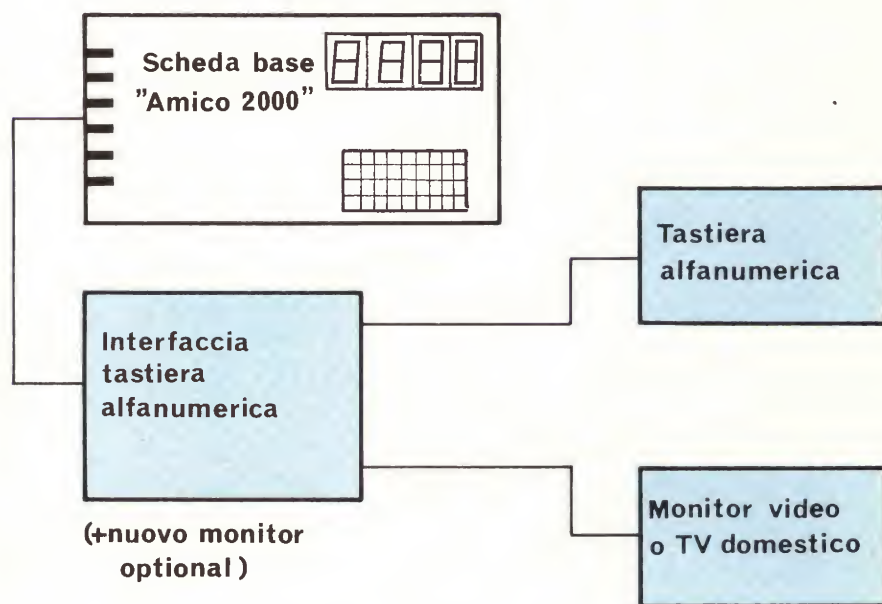 Scheda base
"Amico 2000"
Tastiera
alfanumerica
Interfaccia
tastiera
alfanumerica
(+nuovo monitor
optional)
Monitor video
o TV domestico